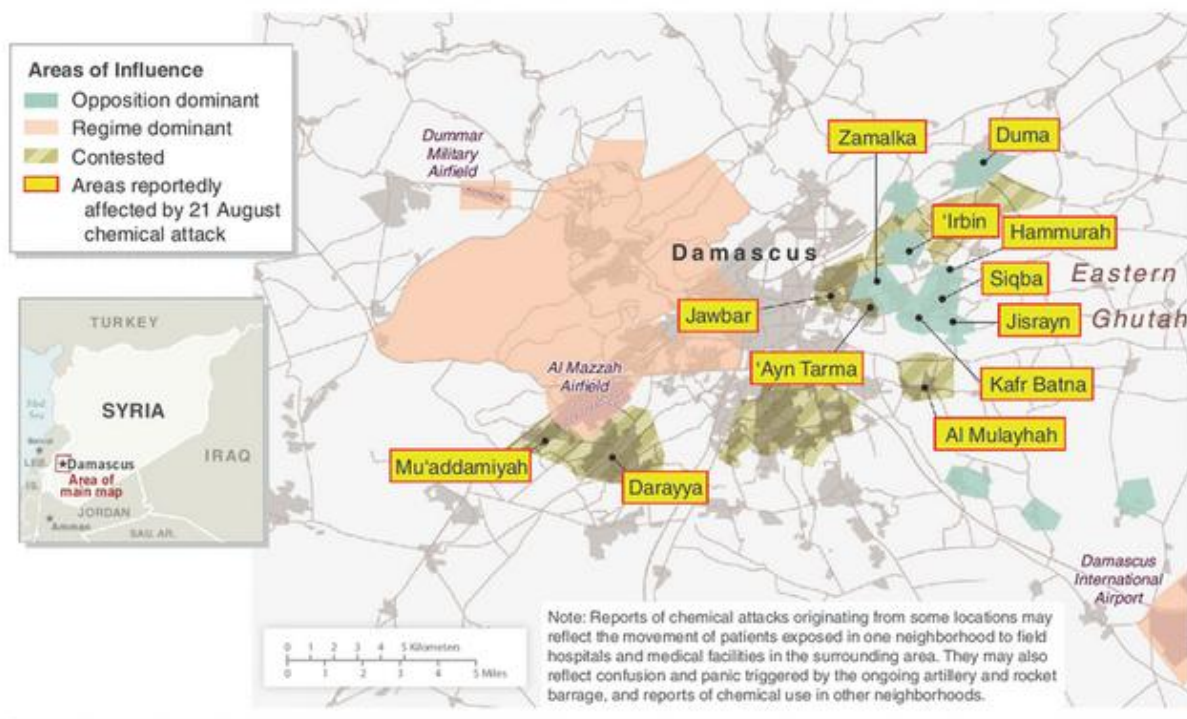 Areas of Influence
Opposition dominant
Regime dominant
Contested
Areas reportedly
affected by 21 August
chemical attack
Dummar
Military
Airfield
Zamalka
Duma
'Irbin
Hammurah
Damascus
Siqba
Eastern
Jawbar
Jisrayn
Ghutah
Al Mazzah
Airfield
'Ayn Tarma
Kafr Batna
Al Mulayhah
Mu'addamiyah
Darayya
TURKEY
SYRIA
IRAQ
Beirut
LEB.
Damascus
Area of
main map
IS.
JORDAN
Amman
SAU. AR.
Damascus
International
Airport
0 1 2 3 4 5 Kilometers
0 1 2 3 4 5 Miles
Note: Reports of chemical attacks originating from some locations may
reflect the movement of patients exposed in one neighborhood to field
hospitals and medical facilities in the surrounding area. They may also
reflect confusion and panic triggered by the ongoing artillery and rocket
barrage, and reports of chemical use in other neighborhoods.